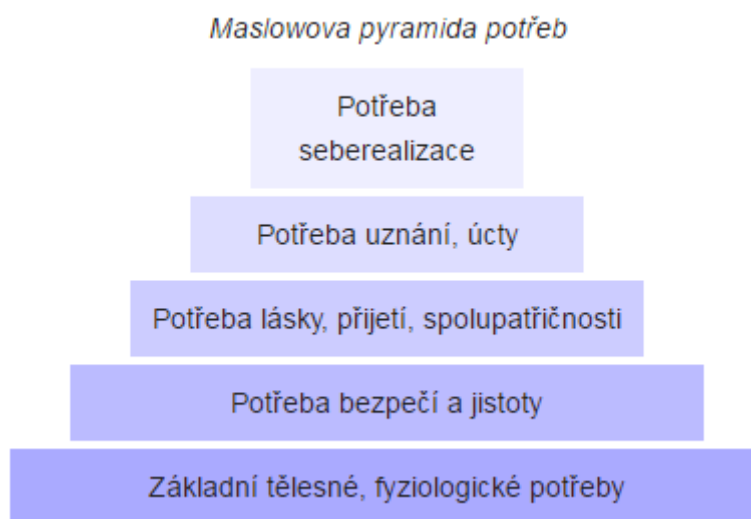 Maslowova pyramida potřeb
Potřeba
seberealizace
Potřeba uznání, úcty
Potřeba lásky, přijetí, spolupatřičnosti
Potřeba bezpečí a jistoty
Základní tělesné, fyziologické potřeby